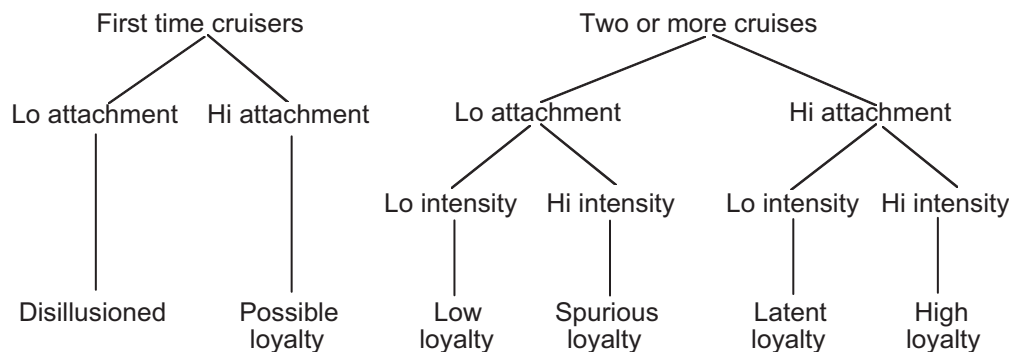 First time cruisers
Two or more cruises
Lo attachment
Hi attachment
Lo attachment
Hi attachment
Lo intensity
Hi intensity
Lo intensity
Hi intensity
Disillusioned
Possible
loyalty
Low
loyalty
Spurious
loyalty
Latent
loyalty
High
loyalty